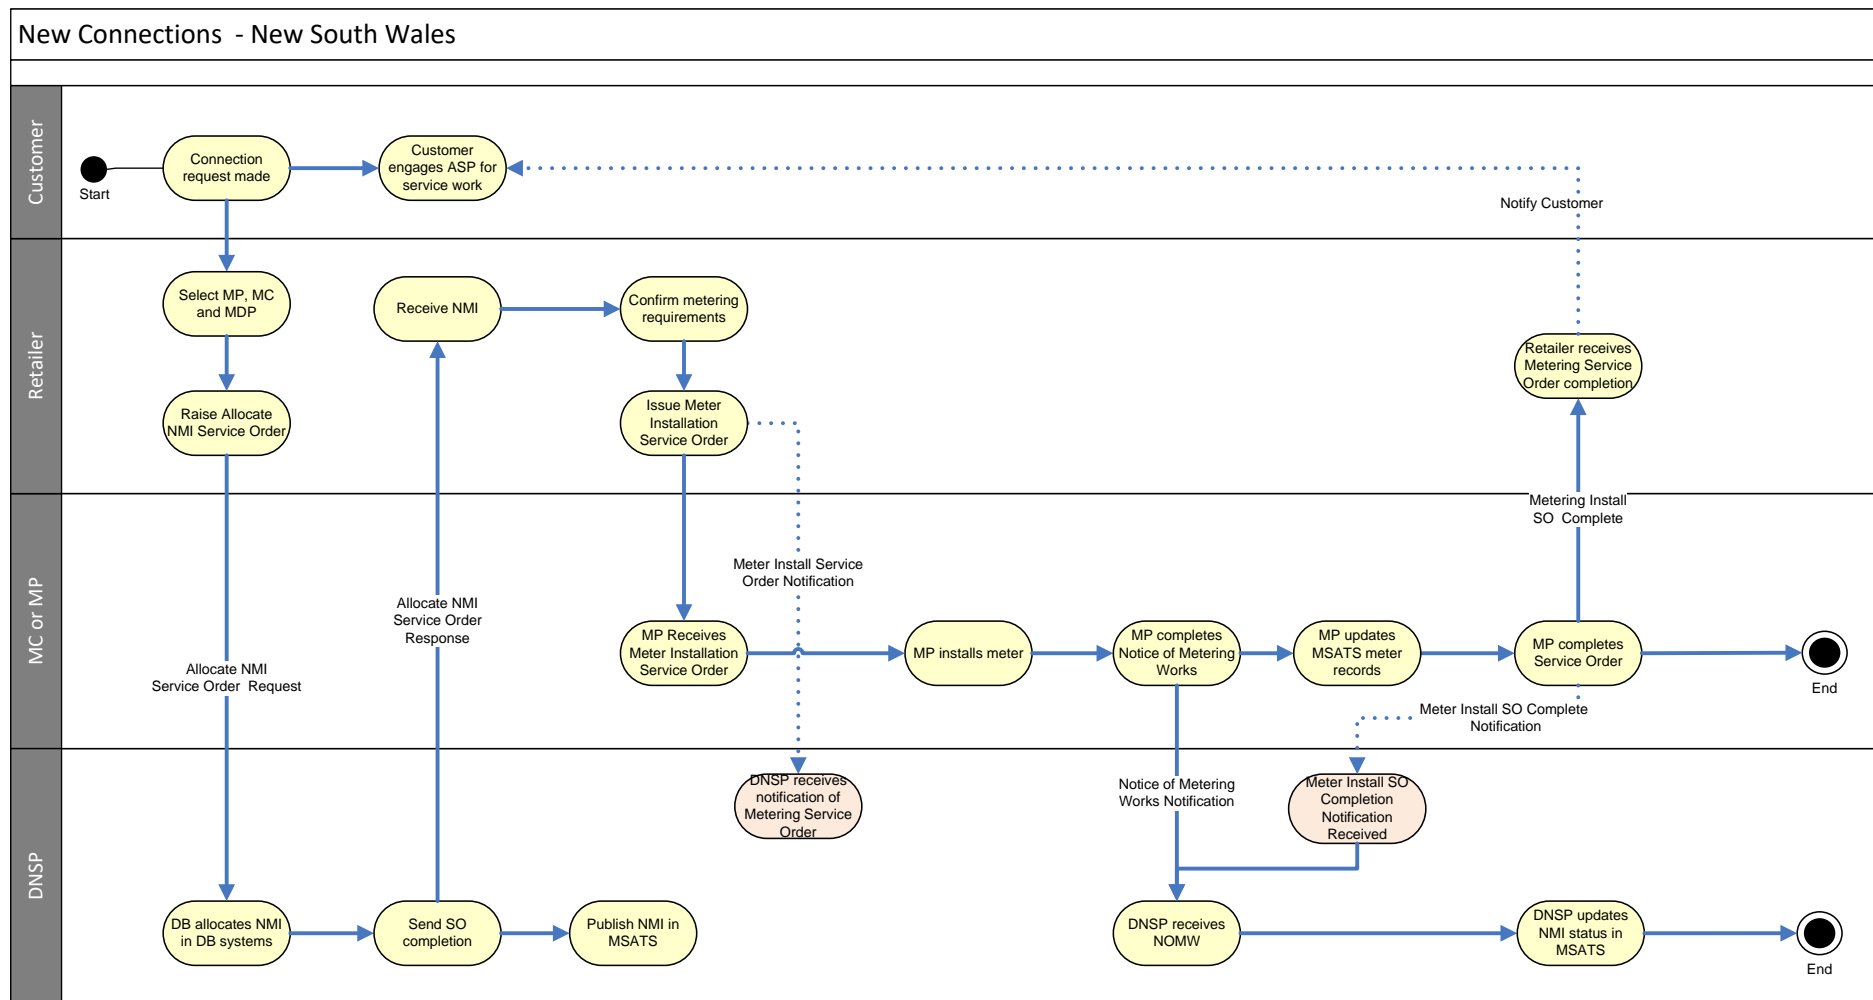 New Connections  - New South Wales
Customer
Start
Connection
request made
Customer
engages ASP for
service work
Notify Customer
Retailer
Select MP, MC
and MDP
Receive NMI
Confirm metering
requirements
Retailer receives
Metering Service
Order completion
Raise Allocate
NMI Service Order
Issue Meter
Installation
Service Order
Metering Install
SO  Complete
MC or MP
Meter Install Service
Order Notification
Allocate NMI
Service Order
Response
Allocate NMI
Service Order  Request
MP Receives
Meter Installation
Service Order
MP installs meter
MP completes
Notice of Metering
Works
MP updates
MSATS meter
records
MP completes
Service Order
End
Meter Install SO Complete
Notification
DNSP
DNSP receives
notification of
Metering Service
Order
Notice of Metering
Works Notification
Meter Install SO
Completion
Notification
Received
DB allocates NMI
in DB systems
Send SO
completion
Publish NMI in
MSATS
DNSP receives
NOMW
DNSP updates
NMI status in
MSATS
End